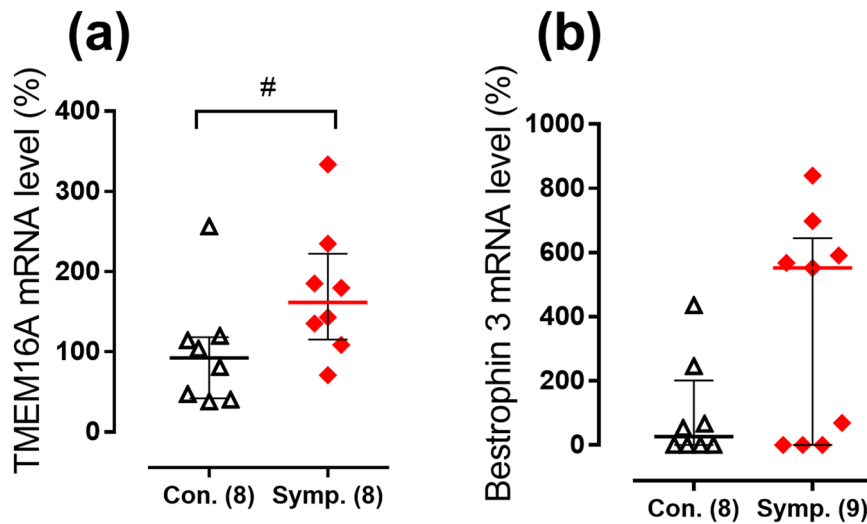 (a)
TMEM16A mRNA level (%)
400
300
200
100
0
#
Con. (8) Symp. (8)
(b)
Bestrophin 3 mRNA level (%)
1000
800
600
400
200
0
Con. (8) Symp. (9)